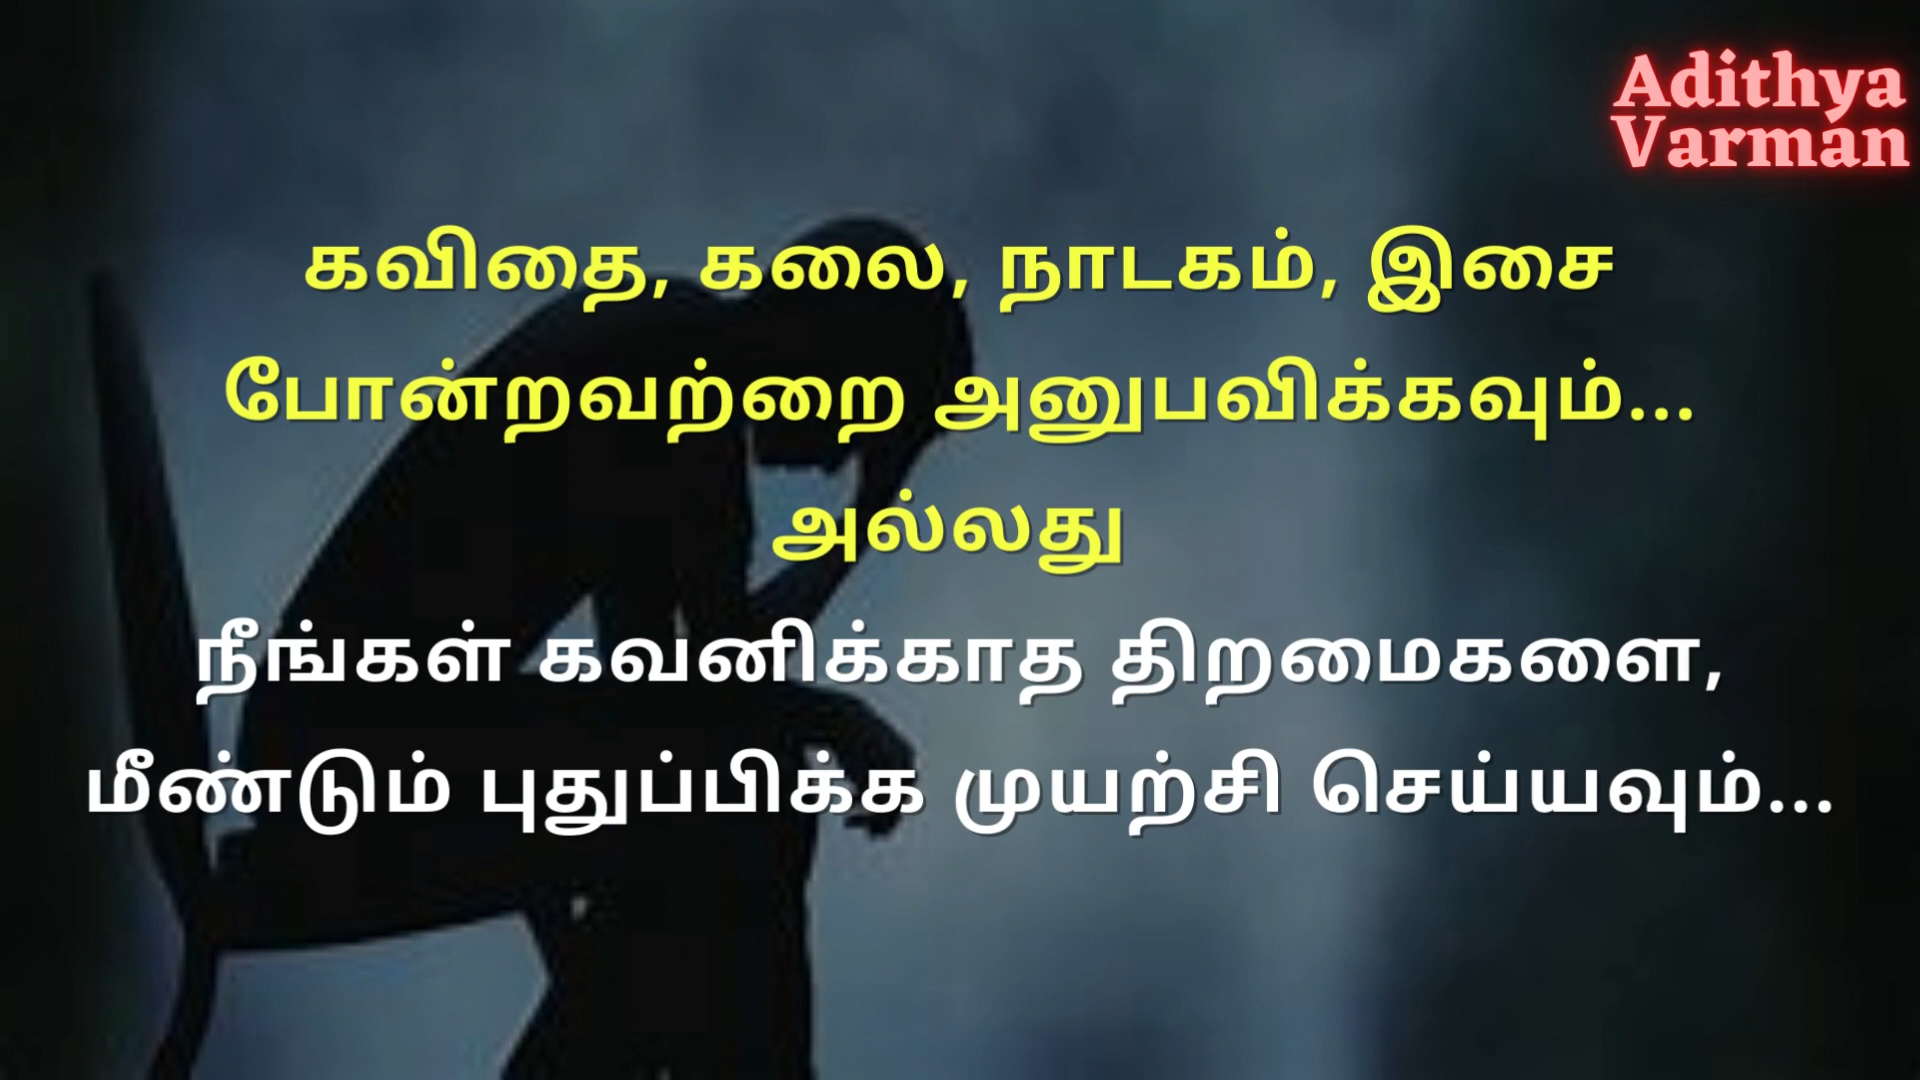 Adithya
Varman
கவிதை, கலை, நாடகம், இசை
போன்றவற்றை அனுபவிக்கவும்...
அல்லது
நீங்கள் கவனிக்காத திறமைகளை,
மீண்டும் புதுப்பிக்க முயற்சி செய்யவும்...